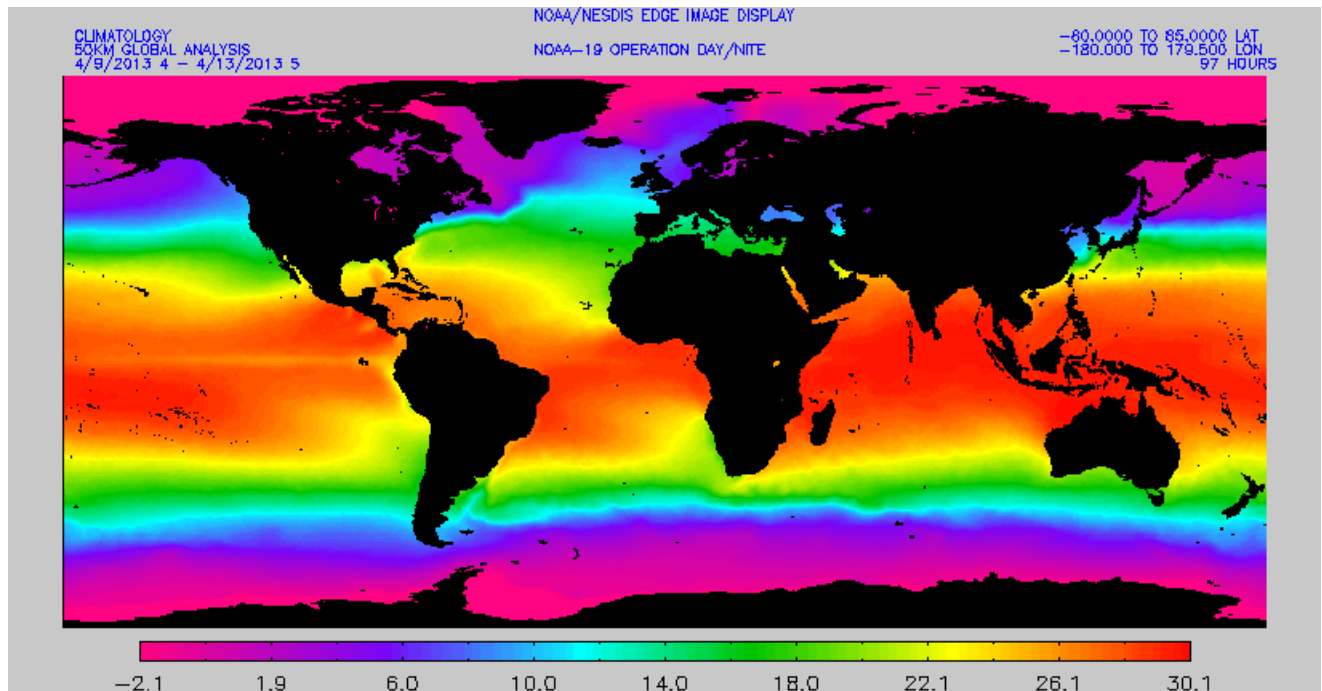 NOAA/NESDIS EDGE IMAGE DISPLAY
CLIMATOLOGY
50KM GLOBAL ANALYSIS
4/9/2013 4 - 4/13/2013 5
NOAA-19 OPERATION DAY/NITE
-80.0000 TO 85.0000 LAT
-180.000 TO 179.500 LON
97 HOURS
-2.1 1.9 6.0 10.0 14.0 18.0 22.1 26.1 30.1